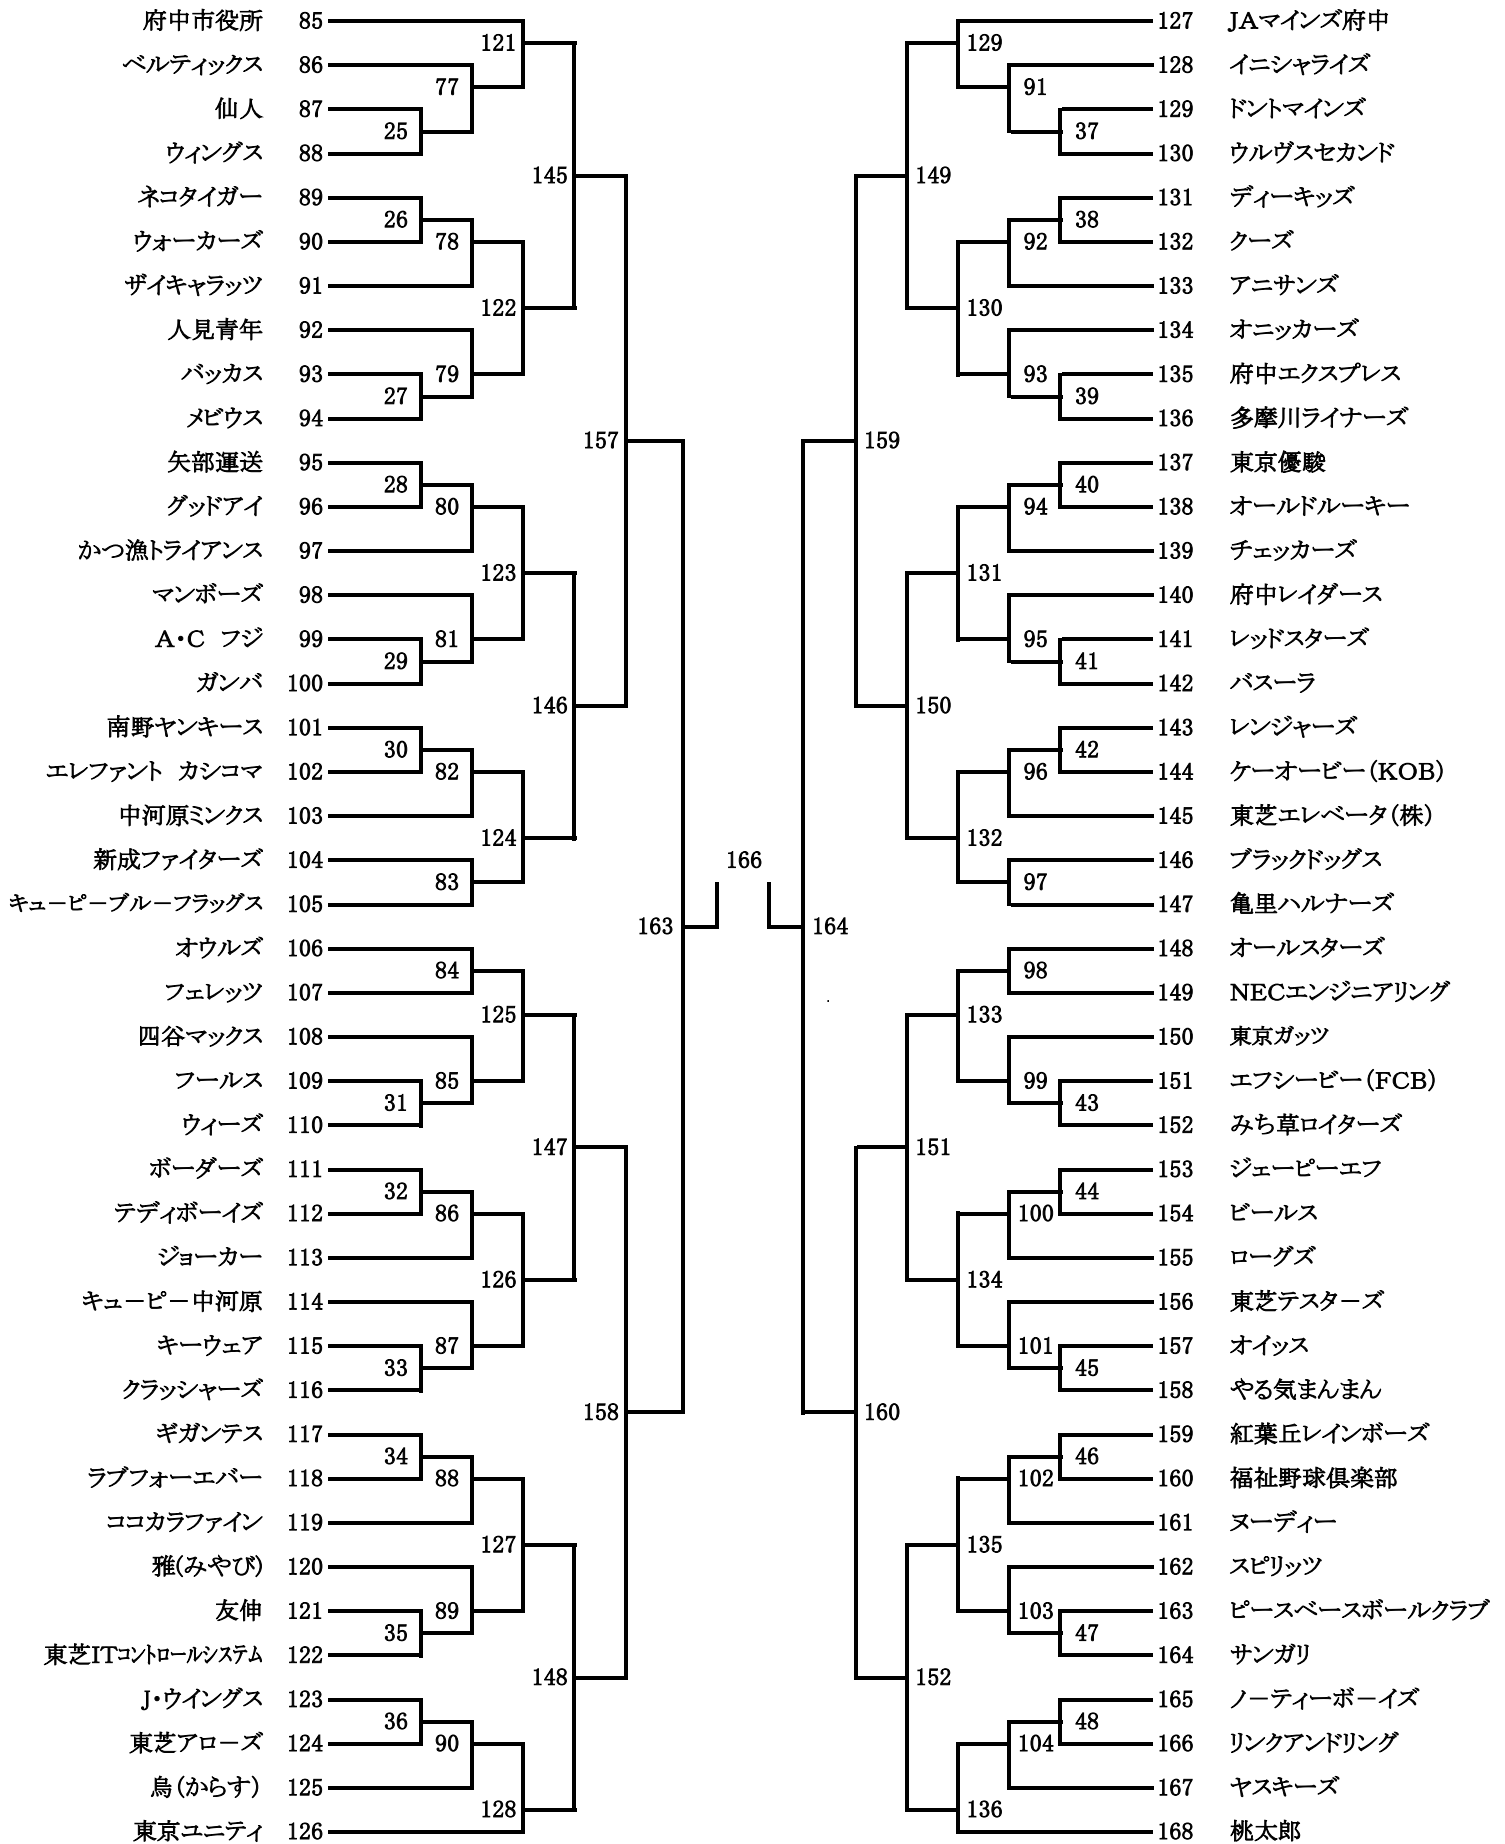 府中市役所 85
ベルティックス 86
仙人 87
ウィングス 88
ネコタイガー 89
ウォーカーズ 90
ザイキャラッツ 91
人見青年 92
バッカス 93
メビウス 94
矢部運送 95
グッドアイ 96
かつ漁トライアンス 97
マンボーズ 98
A・C フジ 99
ガンバ 100
南野ヤンキース 101
エレファント カシコマ 102
中河原ミンクス 103
新成ファイターズ 104
キューピーブルーフラッグス 105
オウルズ 106
フェレッツ 107
四谷マックス 108
フールス 109
ウィーズ 110
ボーダーズ 111
テディボーイズ 112
ジョーカー 113
キューピー中河原 114
キーウェア 115
クラッシャーズ 116
ギガンテス 117
ラブフォーエバー 118
ココカラファイン 119
雅(みやび) 120
友伸 121
東芝ITコントロールシステム 122
J・ウイングス 123
東芝アローズ 124
烏(からす) 125
東京ユニティ 126
25
26
27
28
29
30
31
32
33
34
35
36
77
78
79
80
81
82
83
84
85
86
87
88
89
90
121
122
123
124
125
126
127
128
145
146
147
148
157
158
163
166
164
159
160
149
150
151
152
129
130
131
132
133
134
135
136
91
92
93
94
95
96
97
98
99
100
101
102
103
104
37
38
39
40
41
42
43
44
45
46
47
48
127 JAマインズ府中
128 イニシャライズ
129 ドントマインズ
130 ウルヴスセカンド
131 ディーキッズ
132 クーズ
133 アニサンズ
134 オニッカーズ
135 府中エクスプレス
136 多摩川ライナーズ
137 東京優駿
138 オールドルーキー
139 チェッカーズ
140 府中レイダース
141 レッドスターズ
142 バスーラ
143 レンジャーズ
144 ケーオービー(KOB)
145 東芝エレベータ(株)
146 ブラックドッグス
147 亀里ハルナーズ
148 オールスターズ
149 NECエンジニアリング
150 東京ガッツ
151 エフシービー(FCB)
152 みち草ロイターズ
153 ジェーピーエフ
154 ビールス
155 ローグズ
156 東芝テスターズ
157 オイッス
158 やる気まんまん
159 紅葉丘レインボーズ
160 福祉野球倶楽部
161 ヌーディー
162 スピリッツ
163 ピースベースボールクラブ
164 サンガリ
165 ノーティーボーイズ
166 リンクアンドリング
167 ヤスキーズ
168 桃太郎